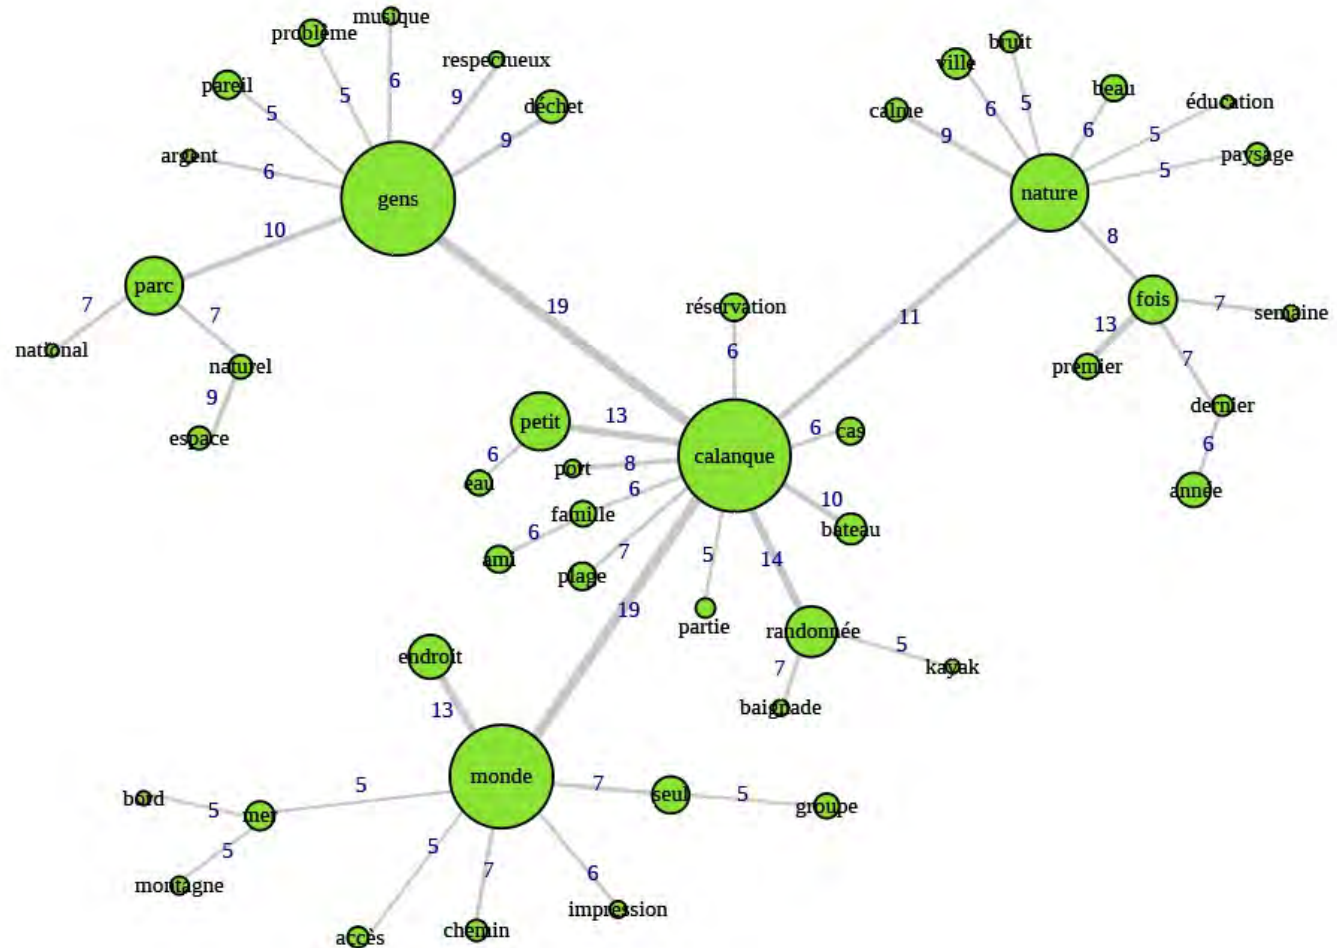 musique
problème
respectueux
bruit
ville
pareil
6
beau
5
9
déchet
6
5
éducation
calme
5
9
6
5
argent
9
paysage
6
5
gens
nature
10
8
parc
fois
7
7
19
réservation
7
semaine
11
13
national
6
naturel
premier
7
9
petit
13
dernier
espace
6
cas
6
calanque
6
port
8
eau
6
10
année
famille
bateau
6
7
5
14
ami
plage
19
partie
randonnée
5
endroit
7
kayak
13
baignade
monde
5
7
bord
5
seul
5
groupe
mer
5
5
7
6
montagne
impression
accès
chemin